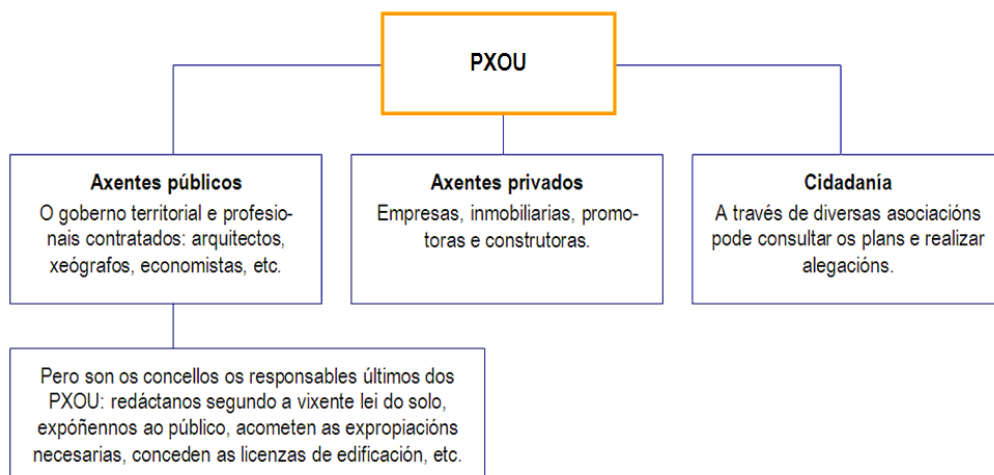 PXOU
Axentes públicos
O goberno territorial e profesio-
nais contratados: arquitectos,
xeógrafos, economistas, etc.
Axentes privados
Empresas, inmobiliarias, promo-
toras e construtoras.
Cidadanía
A través de diversas asociacións
pode consultar os plans e realizar
alegacións.
Pero son os concellos os responsables últimos dos
PXOU: redáctanos segundo a vixente lei do solo,
expóñennos ao público, acometen as expropiacións
necesarias, conceden as licenzas de edificación, etc.